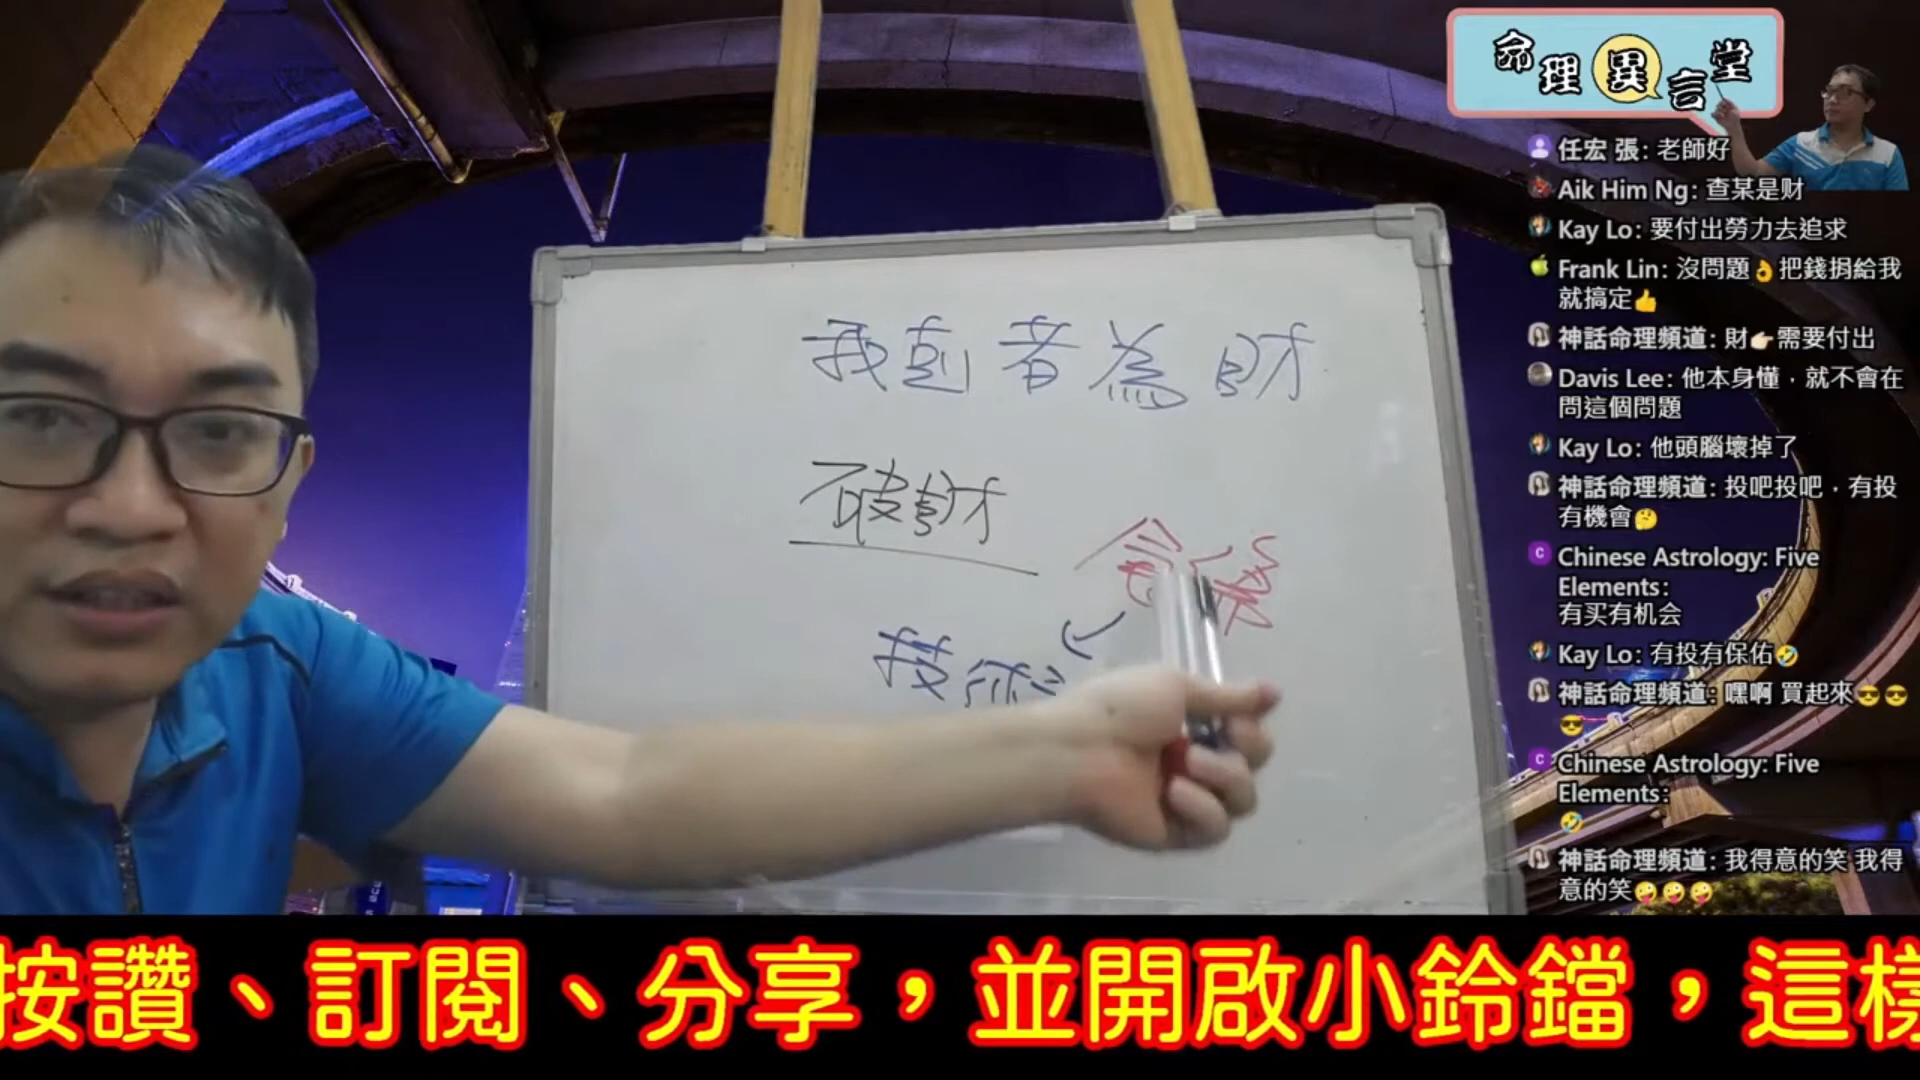 命理異言堂
任宏 張: 老師好
Aik Him Ng: 查某是财
Kay Lo: 要付出勞力去追求
Frank Lin: 沒問題👌把錢捐給我
就搞定👍
神話命理頻道: 財👉🏻需要付出
Davis Lee: 他本身懂，就不會在
問這個問題
Kay Lo: 他頭腦壞掉了
神話命理頻道: 投吧投吧，有投
有機會🤔
Chinese Astrology: Five
Elements:
有买有机会
Kay Lo: 有投有保佑🤣
神話命理頻道: 嘿啊 買起來😎😎
😎
Chinese Astrology: Five
Elements:
🤣
神話命理頻道: 我得意的笑 我得
意的笑🤪🤪🤪
我剋者為財
破財
技術
按讚、訂閱、分享，並開啟小鈴鐺，這樣